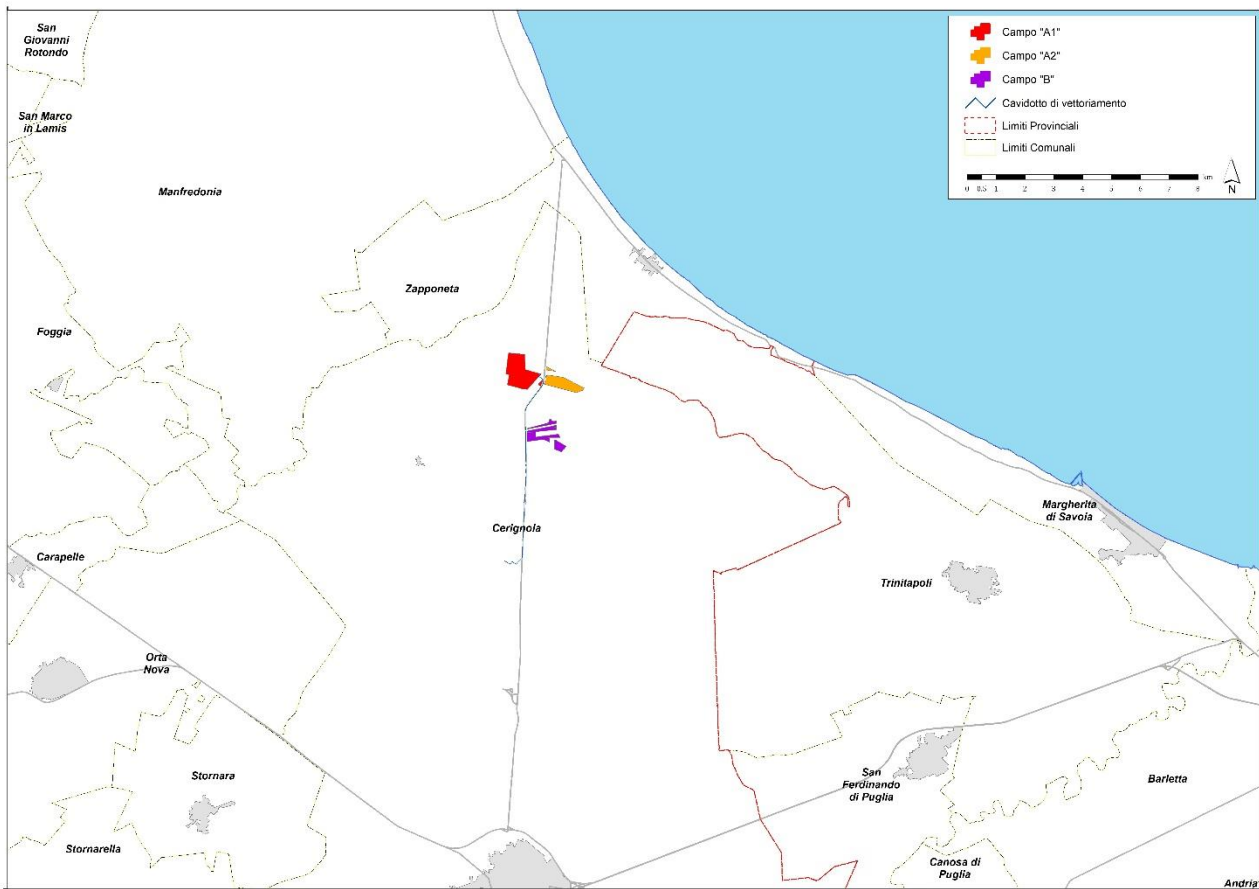 San
Giovanni
Rotondo
San Marco
in Lamis
Manfredonia
Zapponeta
Foggia
Cerignola
Carapelle
Orta
Nova
Stornara
Stornarella
Margherita
di Savoia
Trinitapoli
San
Ferdinando
di Puglia
Barletta
Canosa di
Puglia
Andria
Campo "A1"
Campo "A2"
Campo "B"
Cavidotto di vettoriamento
Limiti Provinciali
Limiti Comunali
0 0.5 1 2 3 4 5 6 7 8 km
N